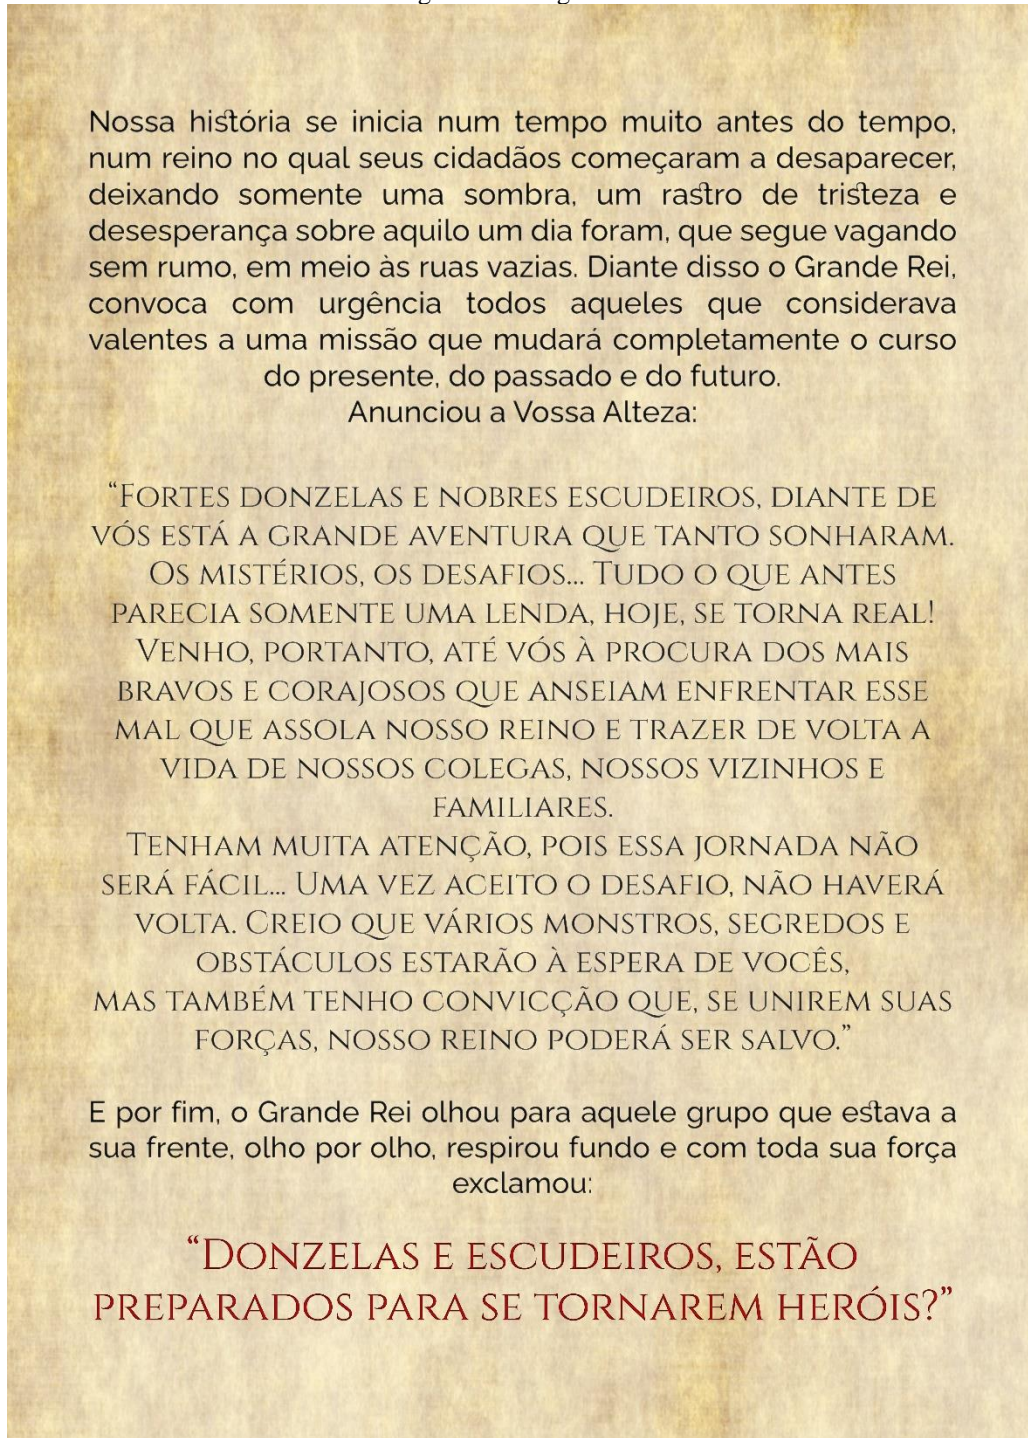 Nossa história se inicia num tempo muito antes do tempo,
num reino no qual seus cidadãos começaram a desaparecer,
deixando somente uma sombra, um rastro de tristeza e
desesperança sobre aquilo um dia foram, que segue vagando
sem rumo, em meio às ruas vazias. Diante disso o Grande Rei,
convoca com urgência todos aqueles que considerava
valentes a uma missão que mudará completamente o curso
do presente, do passado e do futuro.
Anunciou a Vossa Alteza:
“Fortes donzelas e nobres escudeiros, diante de
vós está a grande aventura que tanto sonharam.
Os mistérios, os desafios... Tudo o que antes
parecia somente uma lenda, hoje, se torna real!
Venho, portanto, até vós à procura dos mais
bravos e corajosos que anseiam enfrentar esse
mal que assola nosso reino e trazer de volta a
vida de nossos colegas, nossos vizinhos e
familiares.
Tenham muita atenção, pois essa jornada não
será fácil... Uma vez aceito o desafio, não haverá
volta. Creio que vários monstros, segredos e
obstáculos estarão à espera de vocês,
mas também tenho convicção que, se unirem suas
forças, nosso reino poderá ser salvo.”
E por fim, o Grande Rei olhou para aquele grupo que estava a
sua frente, olho por olho, respirou fundo e com toda sua força
exclamou:
“Donzelas e escudeiros, estão
preparados para se tornarem heróis?”